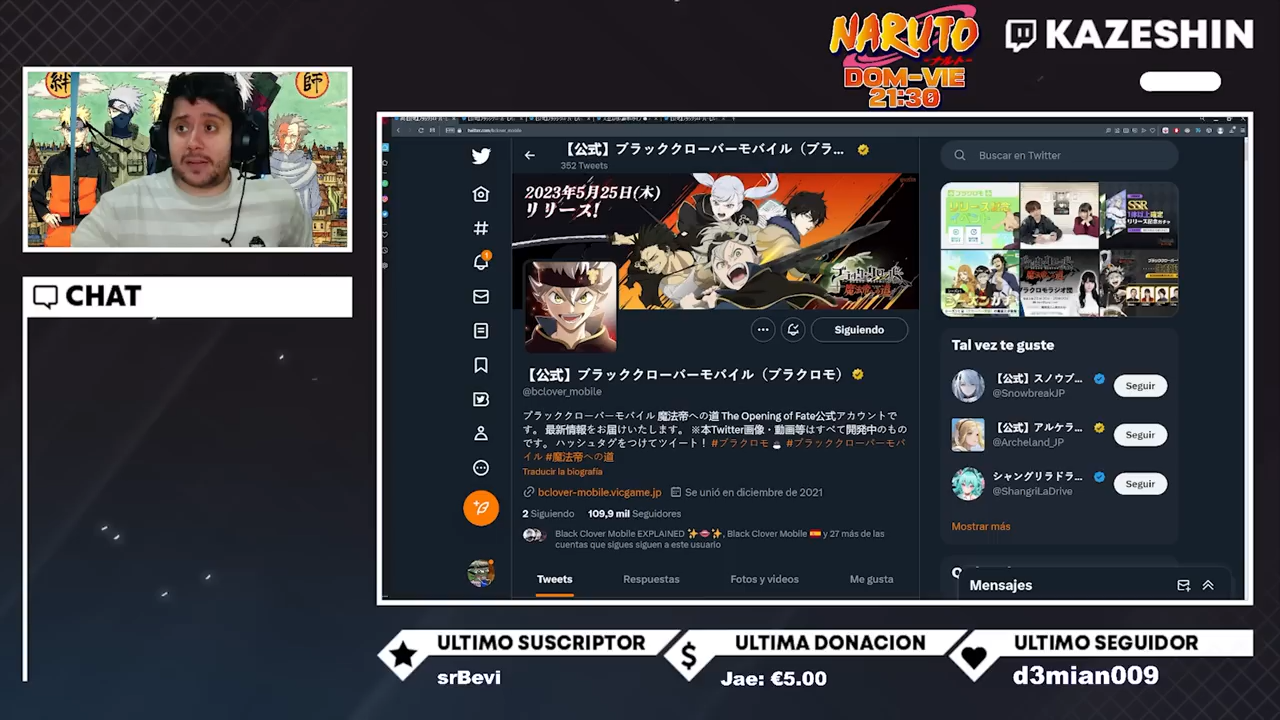 NARUTO
ナルト
DOM-VIE
21:30
KAZESHIN
絆
師
CHAT
【公式】ブラッククローバーモバイル（ブラ...
352 Tweets
2023年5月25日(木)
リリース!
Siguiendo
【公式】ブラッククローバーモバイル（ブラクロモ）
@bclover_mobile
ブラッククローバーモバイル 魔法帝への道 The Opening of Fate公式アカウントで
す。 最新情報をお届けいたします。 ※本Twitter画像・動画等はすべて開発中のもの
です。 ハッシュタグをつけてツイート！ #ブラクロモ #ブラッククローバーモバ
イル #魔法帝への道
Traducir la biografía
bclover-mobile.vicgame.jp Se unió en diciembre de 2021
2 Siguiendo 109,9 mil Seguidores
Black Clover Mobile EXPLAINED ✨👄✨, Black Clover Mobile 🇪🇸 y 27 más de las
cuentas que sigues siguen a este usuario
Tweets Respuestas Fotos y videos Me gusta
Buscar en Twitter
SSR
Tal vez te guste
【公式】スノウブ...
@SnowbreakJP
Seguir
【公式】アルケラ...
@Archeland_JP
Seguir
シャングリラドラ...
@ShangriLaDrive
Seguir
Mostrar más
Mensajes
ULTIMO SUSCRIPTOR
srBevi
ULTIMA DONACION
Jae: €5.00
ULTIMO SEGUIDOR
d3mian009